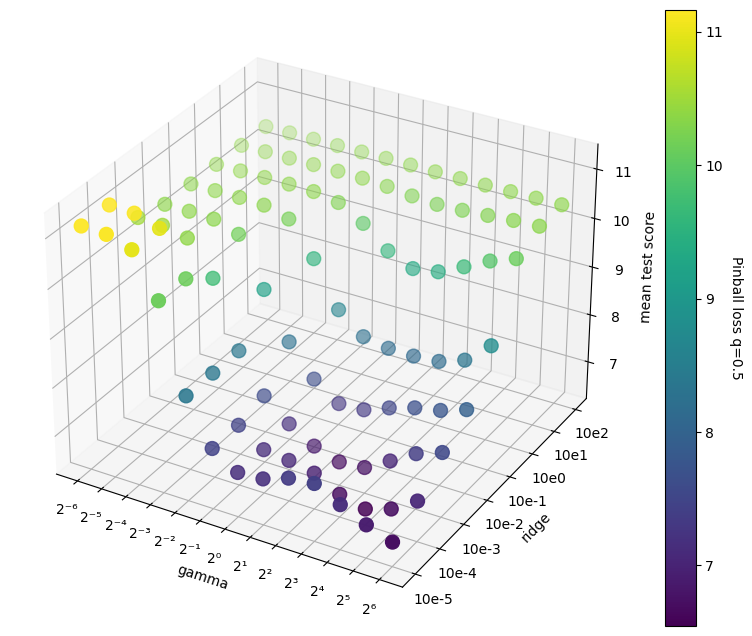 11
10
9
8
7
mean test score
10e2
10e1
10e0
10e-1
10e-2
10e-3
10e-4
10e-5
ridge
2⁻⁶
2⁻⁵
2⁻⁴
2⁻³
2⁻²
2⁻¹
2⁰
2¹
2²
2³
2⁴
2⁵
2⁶
gamma
11
10
9
8
7
Pinball loss q=0.5